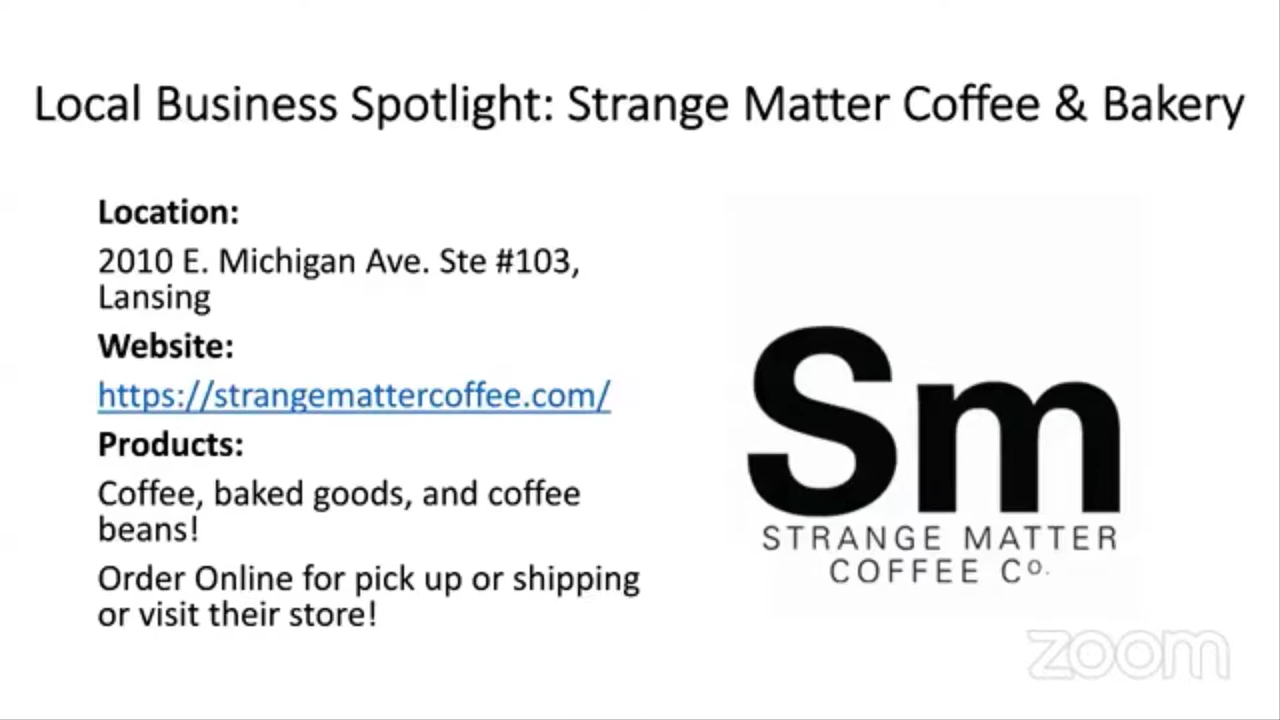 Local Business Spotlight: Strange Matter Coffee & Bakery
Location:
2010 E. Michigan Ave. Ste #103,
Lansing
Website:
https://strangemattercoffee.com/
Products:
Coffee, baked goods, and coffee
beans!
Order Online for pick up or shipping
or visit their store!
Sm
STRANGE MATTER
COFFEE Co.
zoom